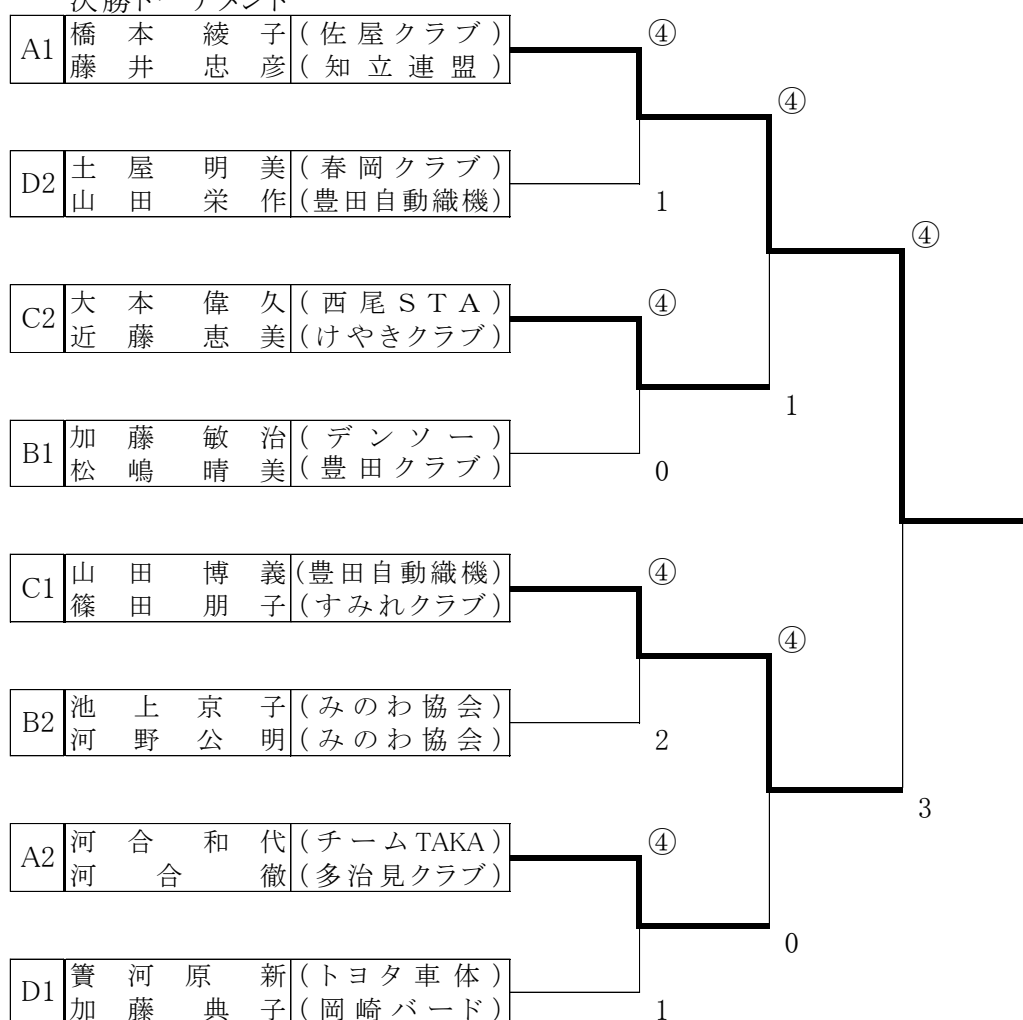 決勝トーナメント
A1 橋本 綾子 (佐屋クラブ) ④
藤井 忠彦 (知立連盟)
④
D2 土屋 明美 (春岡クラブ)
山田 栄作 (豊田自動織機) 1
④
C2 大本 偉久 (西尾STA) ④
近藤 恵美 (けやきクラブ)
1
B1 加藤 敏治 (デンソー)
松嶋 晴美 (豊田クラブ) 0
C1 山田 博義 (豊田自動織機) ④
篠田 朋子 (すみれクラブ)
④
B2 池上京子 (みのわ協会)
河野公明 (みのわ協会) 2
3
A2 河合 和代 (チームTAKA) ④
河合 徹 (多治見クラブ)
0
D1 簀河原 新 (トヨタ車体)
加藤 典子 (岡崎バード) 1